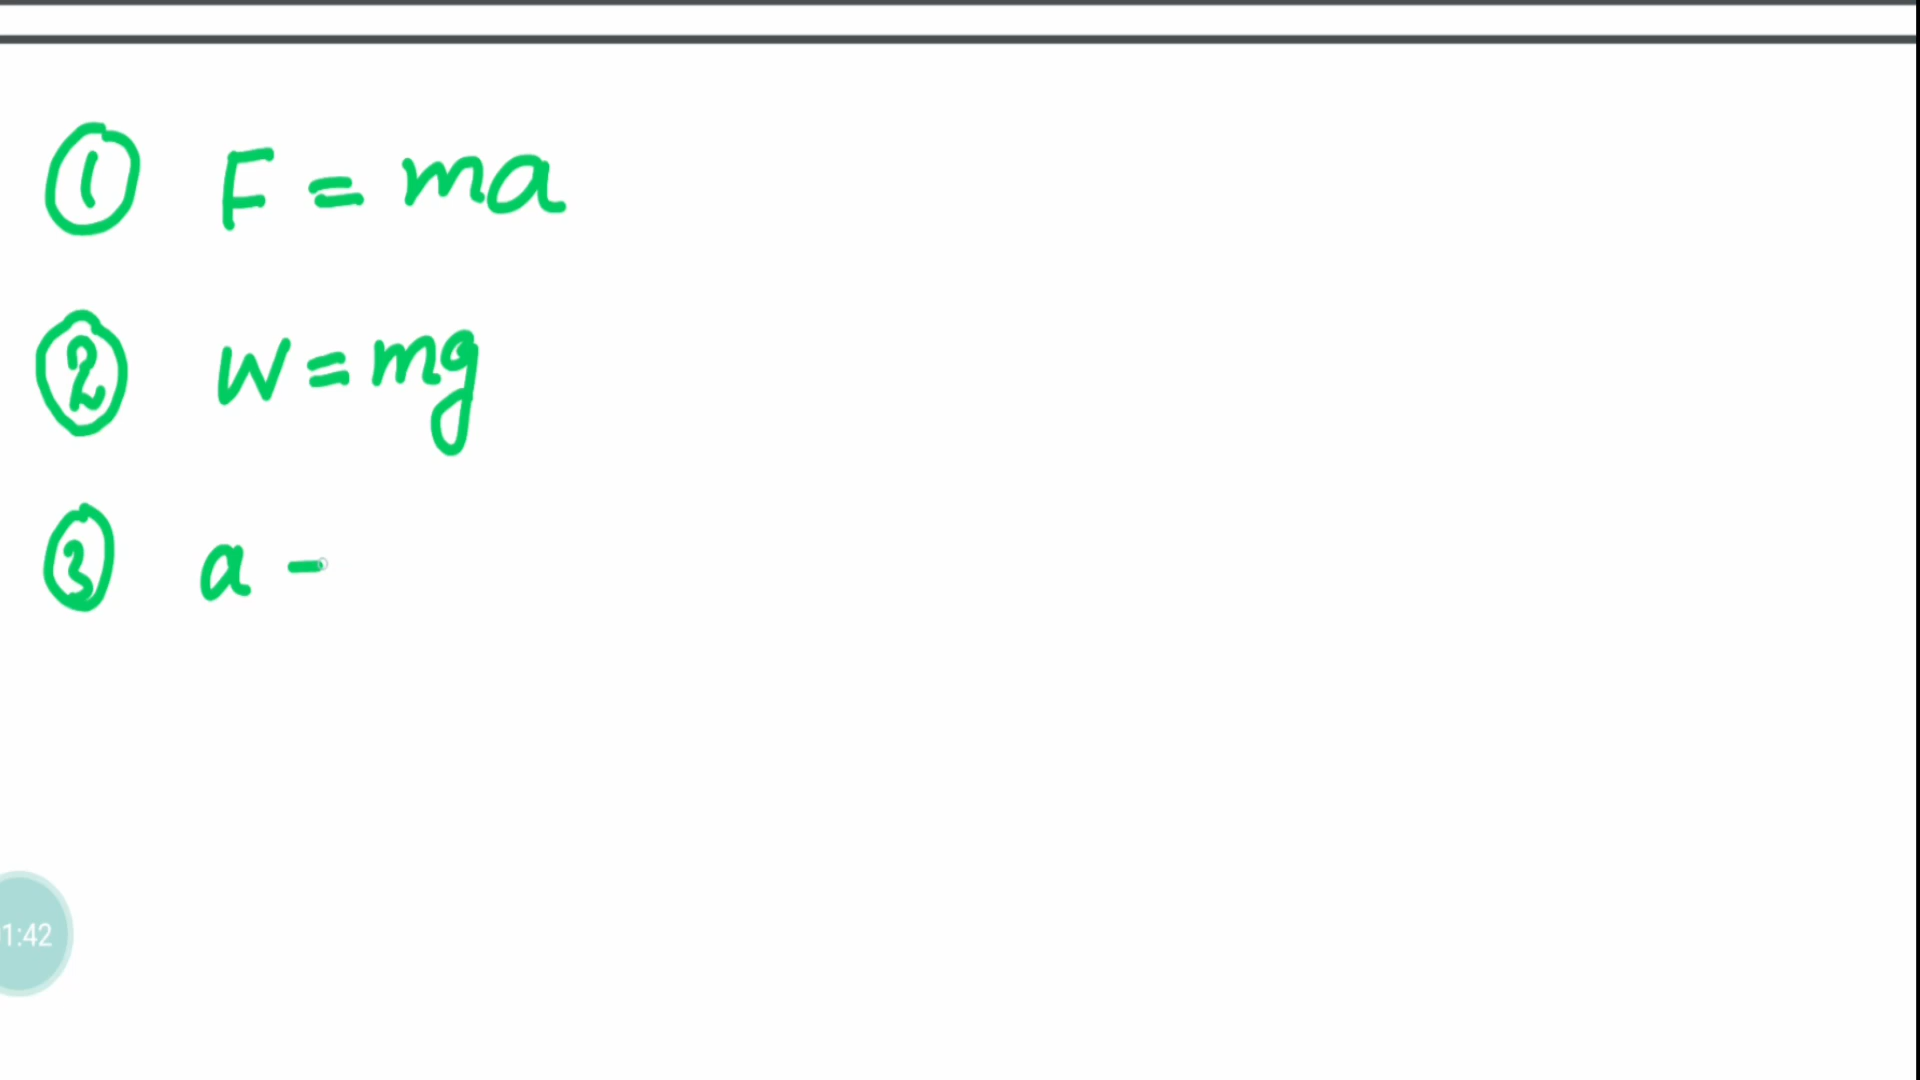 ① F = ma
② W = mg
③ a -
1:42